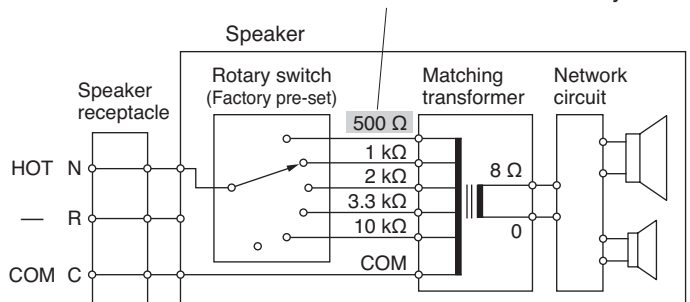 Speaker
Rotary switch
(Factory pre-set)
Matching
transformer
Network
circuit
Speaker
receptacle
500 Ω
1 kΩ
2 kΩ
3.3 kΩ
10 kΩ
COM
8 Ω
0
HOT N
— R
COM C